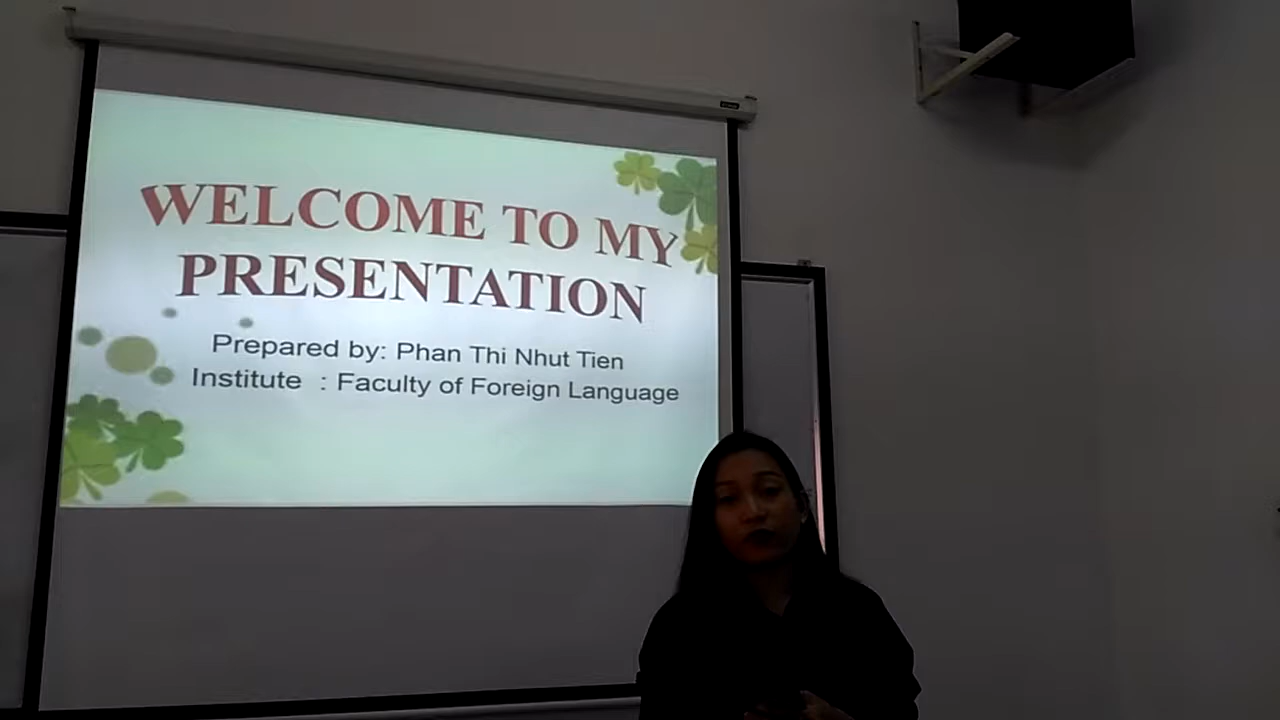 WELCOME TO MY
PRESENTATION
Prepared by: Phan Thi Nhut Tien
Institute : Faculty of Foreign Language